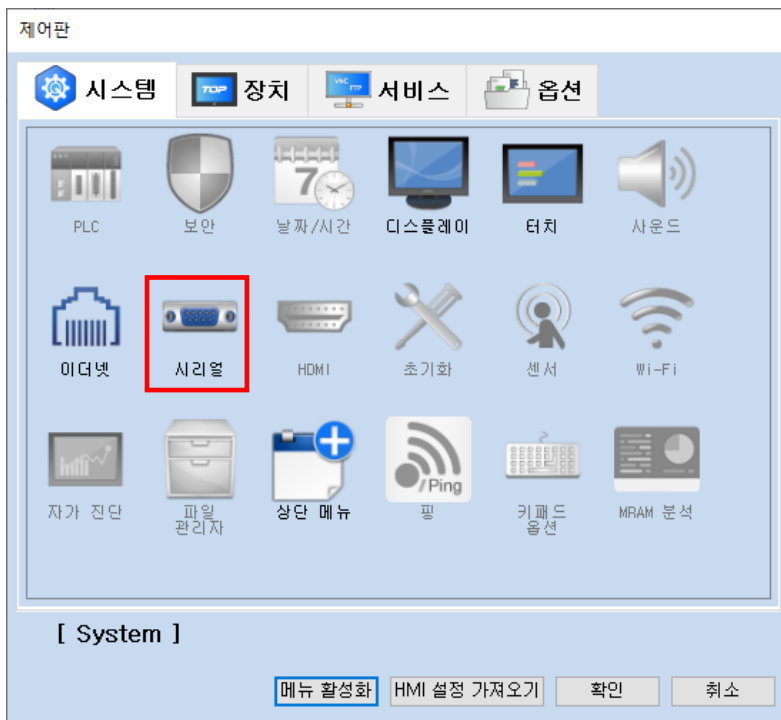 제어판
시스템
TOP
장치
VNC
FTP
서비스
옵션
7
PLC
보안
날짜/시간
디스플레이
터치
사운드
이더넷
시리얼
HDMI
초기화
센서
Wi-Fi
/Ping
자가 진단
파일
관리자
상단 메뉴
핑
키패드
옵션
MRAM 분석
[ System ]
메뉴 활성화
HMI 설정 가져오기
확인
취소